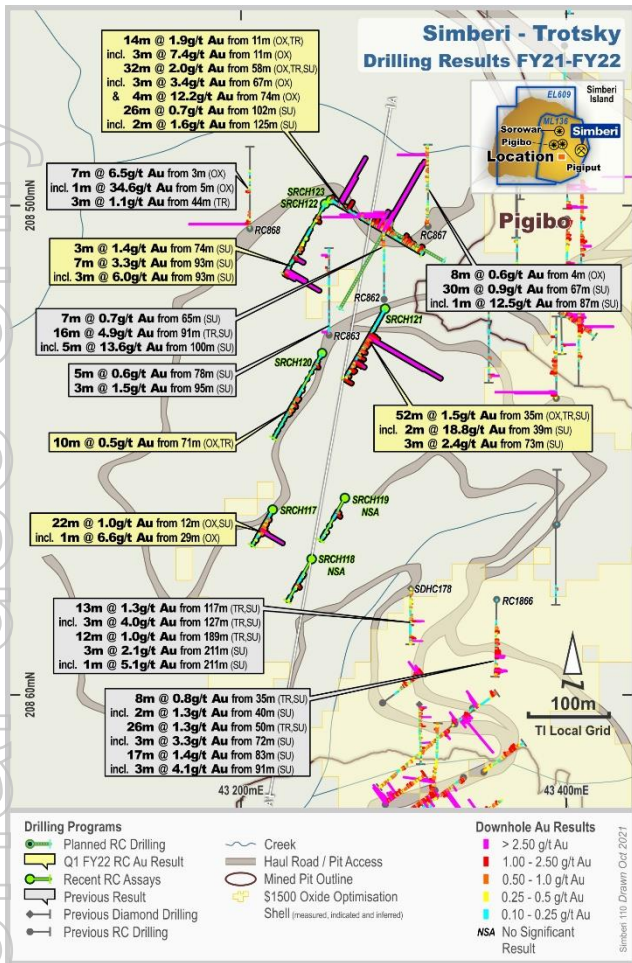 Simberi - Trotsky
Drilling Results FY21-FY22
Simberi
Island
EL609
ML136
Sorowar
Simberi
Pigibo
Location
Pigiput
14m @ 1.9g/t Au from 11m (OX,TR)
incl. 3m @ 7.4g/t Au from 11m (OX)
32m @ 2.0g/t Au from 58m (OX,TR,SU)
incl. 3m @ 3.4g/t Au from 67m (OX)
& 4m @ 12.2g/t Au from 74m (OX)
26m @ 0.7g/t Au from 102m (SU)
incl. 2m @ 1.6g/t Au from 125m (SU)
7m @ 6.5g/t Au from 3m (OX)
incl. 1m @ 34.6g/t Au from 5m (OX)
3m @ 1.1g/t Au from 44m (TR)
208 500mN
SRCH123
SRCH122
RC868
RC867
Pigibo
3m @ 1.4g/t Au from 74m (SU)
7m @ 3.3g/t Au from 93m (SU)
incl. 3m @ 6.0g/t Au from 93m (SU)
8m @ 0.6g/t Au from 4m (OX)
30m @ 0.9g/t Au from 67m (SU)
incl. 1m @ 12.5g/t Au from 87m (SU)
RC862
SRCH121
7m @ 0.7g/t Au from 65m (SU)
16m @ 4.9g/t Au from 91m (TR,SU)
incl. 5m @ 13.6g/t Au from 100m (SU)
RC863
SRCH120
5m @ 0.6g/t Au from 78m (SU)
3m @ 1.5g/t Au from 95m (SU)
52m @ 1.5g/t Au from 35m (OX,TR,SU)
incl. 2m @ 18.8g/t Au from 39m (SU)
3m @ 2.4g/t Au from 73m (SU)
10m @ 0.5g/t Au from 71m (OX,TR)
SRCH117
SRCH119
NSA
22m @ 1.0g/t Au from 12m (OX,SU)
incl. 1m @ 6.6g/t Au from 29m (OX)
SRCH118
NSA
SDHC178
RC1866
13m @ 1.3g/t Au from 117m (TR,SU)
incl. 3m @ 4.0g/t Au from 127m (TR,SU)
12m @ 1.0g/t Au from 189m (TR,SU)
3m @ 2.1g/t Au from 211m (SU)
incl. 1m @ 5.1g/t Au from 211m (SU)
8m @ 0.8g/t Au from 35m (TR,SU)
incl. 2m @ 1.3g/t Au from 40m (SU)
26m @ 1.3g/t Au from 50m (TR,SU)
incl. 3m @ 3.3g/t Au from 72m (SU)
17m @ 1.4g/t Au from 83m (SU)
incl. 3m @ 4.1g/t Au from 91m (SU)
208 60mN
100m
TI Local Grid
43 200mE
43 400mE
Drilling Programs
Planned RC Drilling
Q1 FY22 RC Au Result
Recent RC Assays
Previous Result
Previous Diamond Drilling
Previous RC Drilling
Creek
Haul Road / Pit Access
Mined Pit Outline
$1500 Oxide Optimisation
Shell (measured, indicated and inferred)
Downhole Au Results
> 2.50 g/t Au
1.00 - 2.50 g/t Au
0.50 - 1.0 g/t Au
0.25 - 0.5 g/t Au
0.10 - 0.25 g/t Au
NSA No Significant
Result
Simberi 110 Drawn Oct 2021